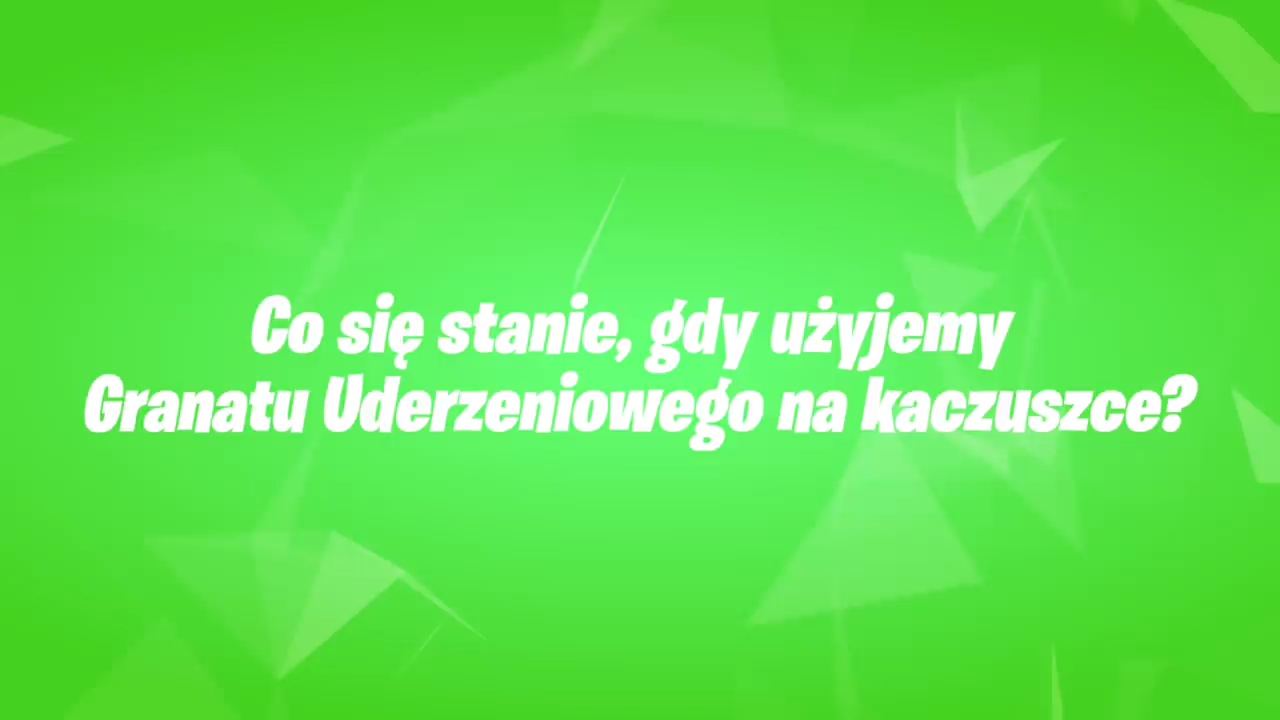 Co się stanie, gdy użyjemy
Granatu Uderzeniowego na kaczuszce?